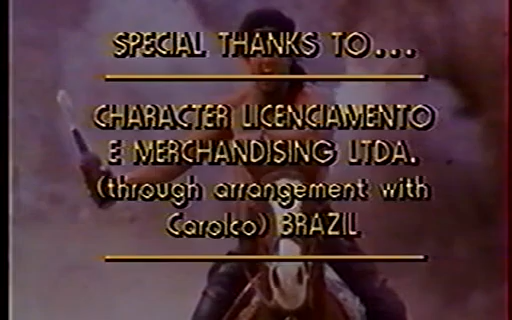 SPECIAL THANKS TO...
CHARACTER LICENCIAMENTO
E MERCHANDISING LTDA.
(through arrangement with
Carolco) BRAZIL